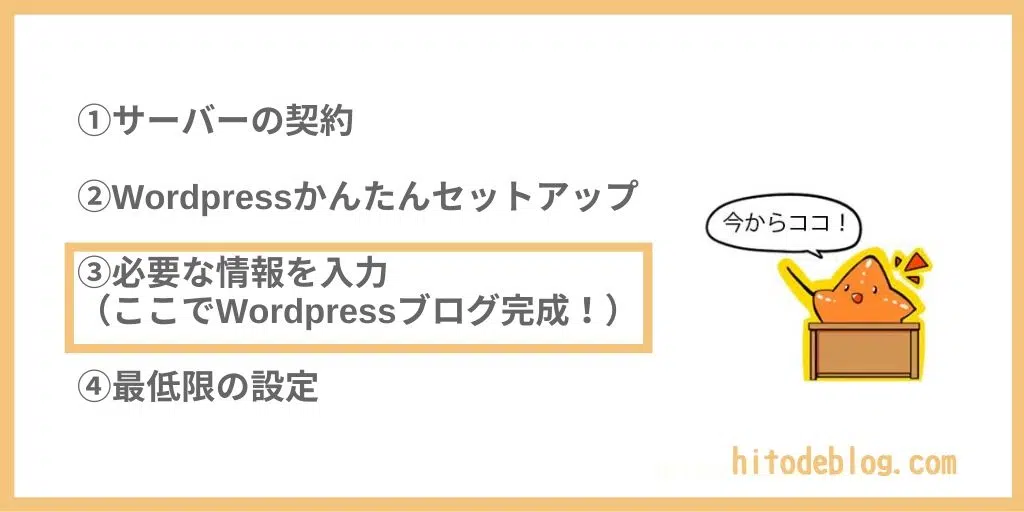 ①サーバーの契約
②Wordpressかんたんセットアップ
③必要な情報を入力
（ここでWordpressブログ完成！）
④最低限の設定
今からココ！
hitodeblog.com